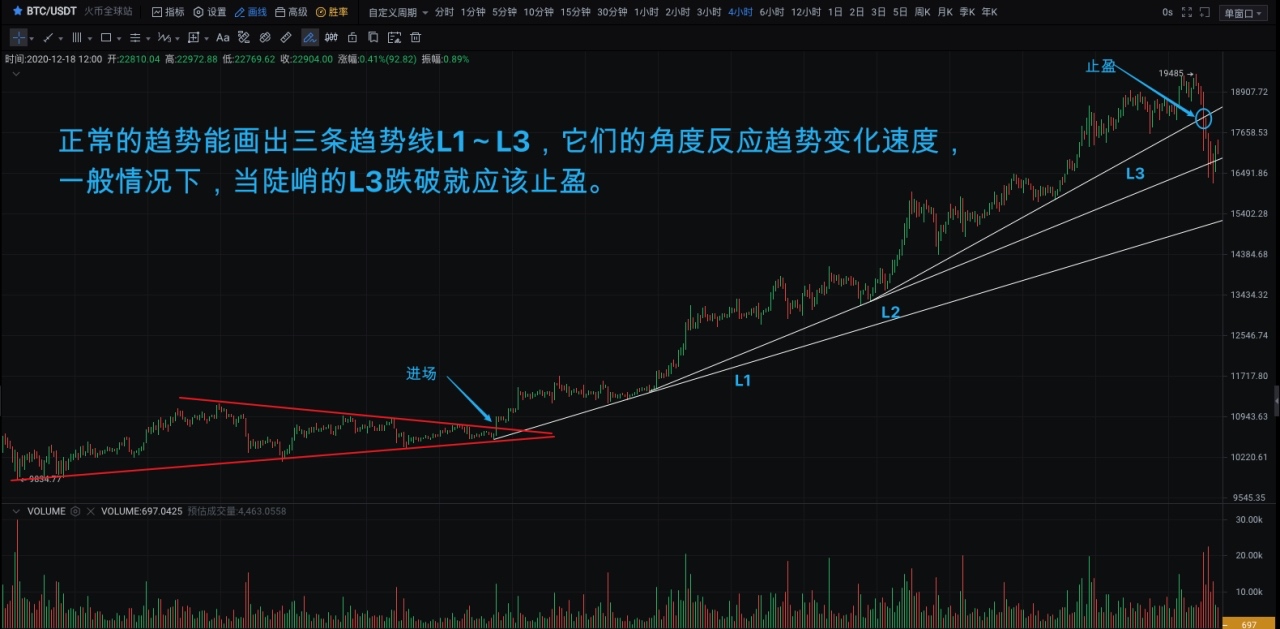 BTC/USDT 火币全球站 指标 设置 画线 高级 胜率 自定义周期 分时 1分钟 5分钟 10分钟 15分钟 30分钟 1小时 2小时 3小时 4小时 6小时 12小时 1日 2日 3日 5日 周K 月K 季K 年K 0s 单窗口
Aa
时间:2020-12-18 12:00 开:22810.04 高:22972.88 低:22769.62 收:22904.00 涨幅:0.41%(92.82) 振幅:0.89%
止盈
19485
18907.72
正常的趋势能画出三条趋势线L1~L3，它们的角度反应趋势变化速度，
17658.53
一般情况下，当陡峭的L3跌破就应该止盈。
L3
16491.86
15402.28
14384.68
13434.32
L2
12546.74
进场
L1
11717.80
10943.63
10220.61
9834.77
9545.35
VOLUME VOLUME:697.0425 预估成交量:4,463.0558
30.00k
20.00k
10.00k
697